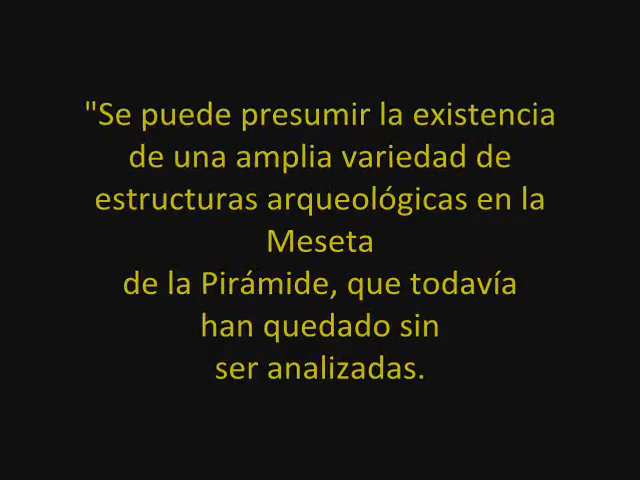 "Se puede presumir la existencia
de una amplia variedad de
estructuras arqueológicas en la
Meseta
de la Pirámide, que todavía
han quedado sin
ser analizadas.